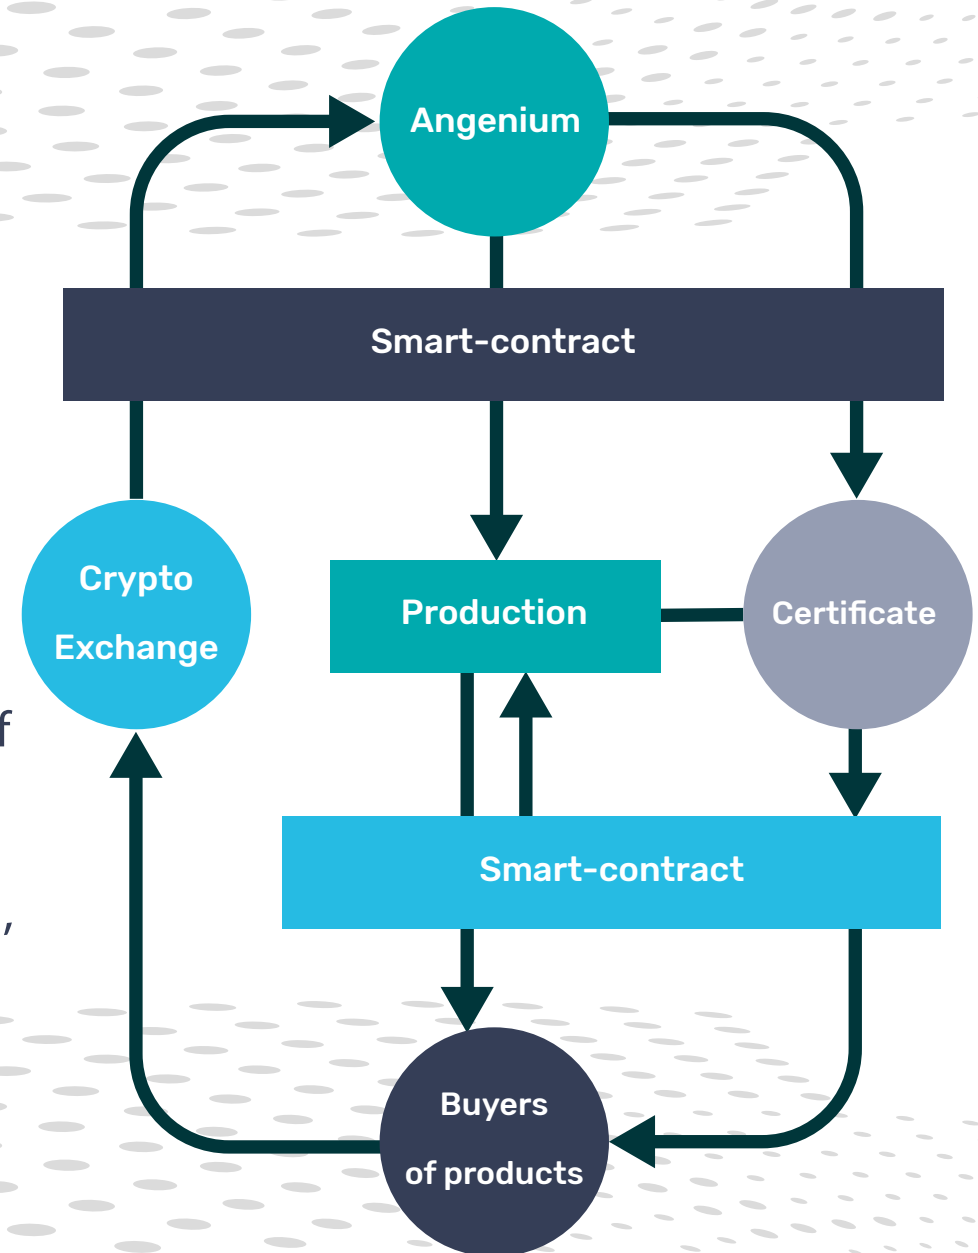 Angenium
Smart-contract
Crypto
Exchange
Production
Certificate
f
Smart-contract
,
Buyers
of products